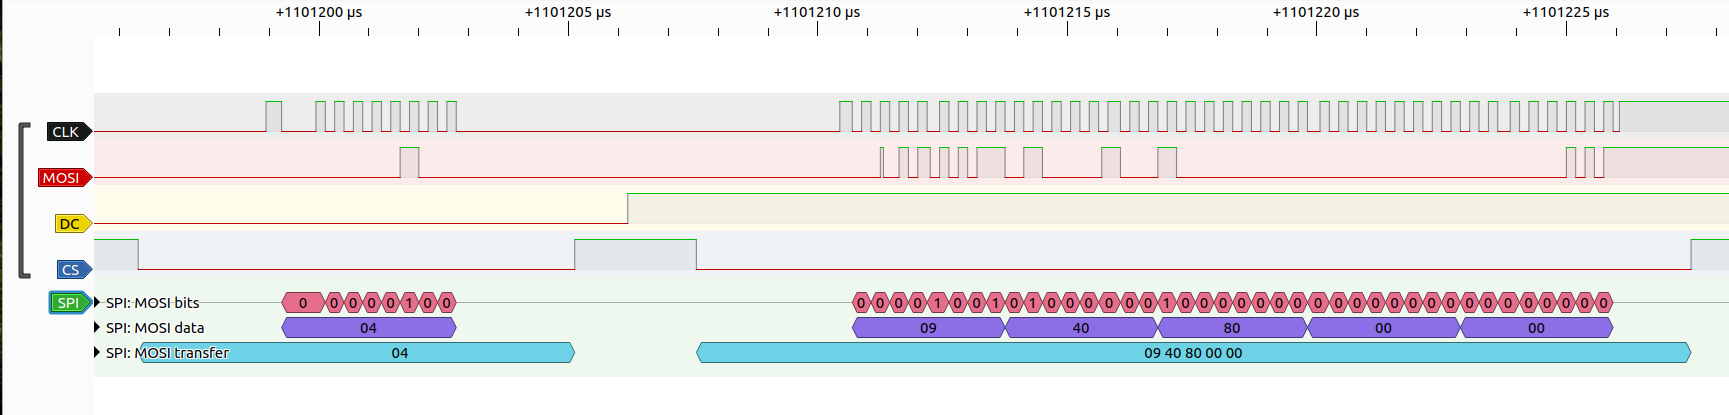 +1101200 µs +1101205 µs +1101210 µs +1101215 µs +1101220 µs +1101225 µs
CLK
MOSI
DC
CS
SPI SPI: MOSI bits 0 0 0 0 0 1 0 0 0 0 0 0 1 0 0 1 0 1 0 0 0 0 0 0 1 0 0 0 0 0 0 0 0 0 0 0 0 0 0 0 0 0 0 0 0 0 0 0
SPI: MOSI data 04 09 40 80 00 00
SPI: MOSI transfer 04 09 40 80 00 00